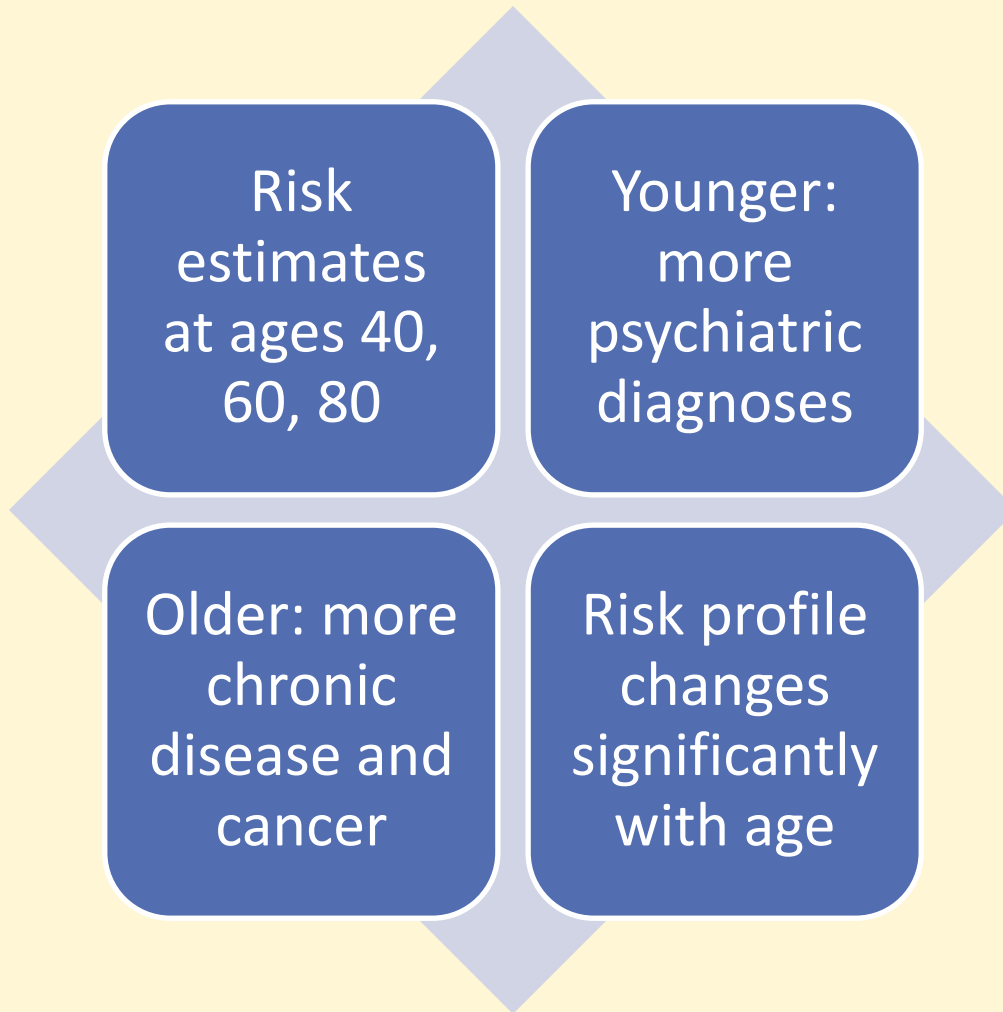 Risk
estimates
at ages 40,
60, 80
Younger:
more
psychiatric
diagnoses
Older: more
chronic
disease and
cancer
Risk profile
changes
significantly
with age